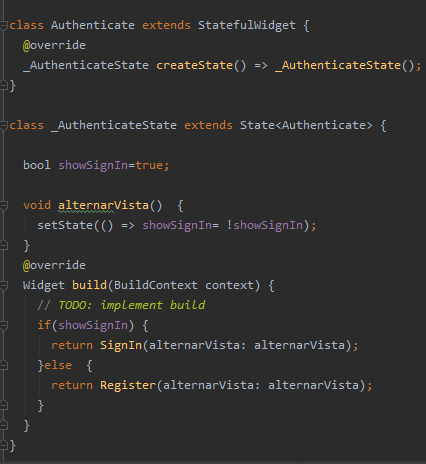 class Authenticate extends StatefulWidget {
@override
_AuthenticateState createState() => _AuthenticateState();
}
class _AuthenticateState extends State<Authenticate> {
bool showSignIn=true;
void alternarVista()  {
setState(() => showSignIn= !showSignIn);
}
@override
Widget build(BuildContext context) {
// TODO: implement build
if(showSignIn) {
return SignIn(alternarVista: alternarVista);
}else  {
return Register(alternarVista: alternarVista);
}
}
}